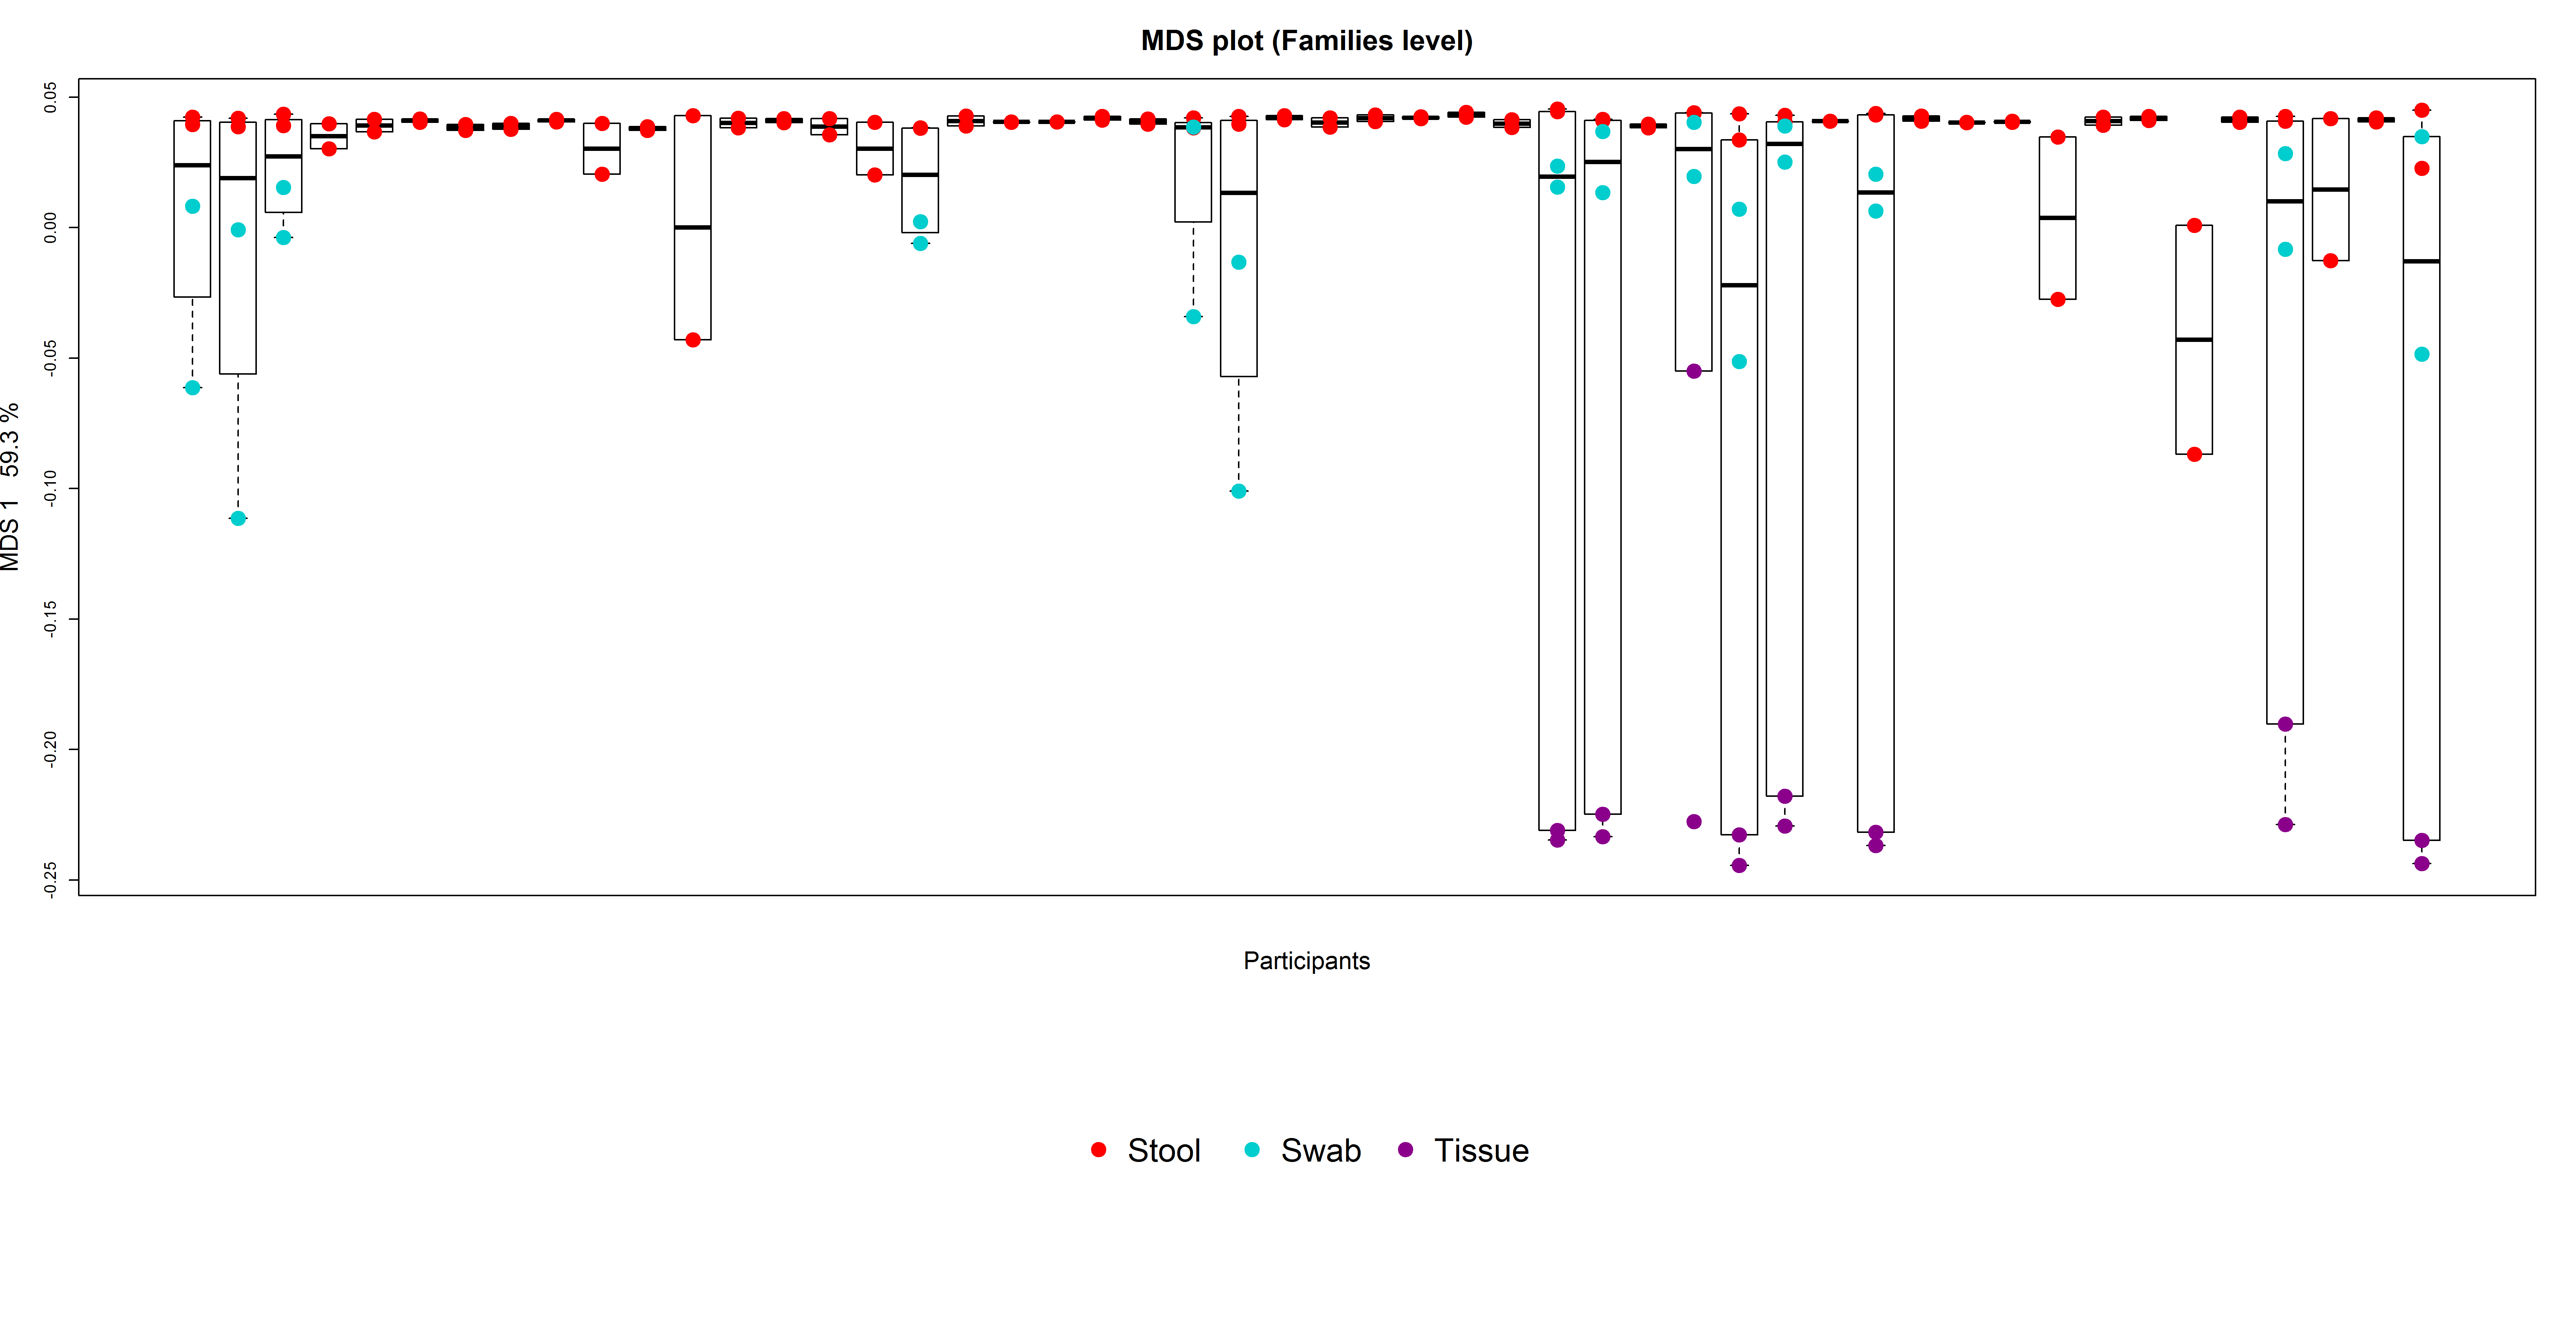 MDS plot (Families level)
0.05
0.00
-0.05
-0.10
-0.15
-0.20
-0.25
MDS 1 59.3 %
Participants
Stool Swab Tissue